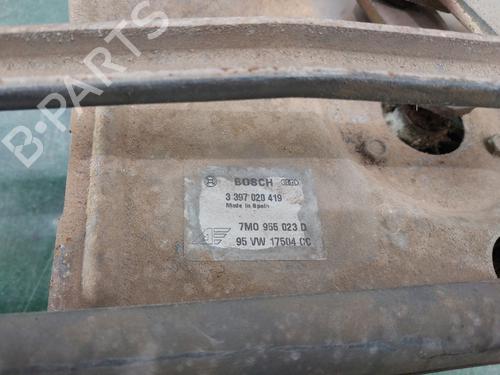 B-PARTS
BOSCH
3 397 020 419
Made in Spain
7M0 955 023 D
95 VW 17504 CC